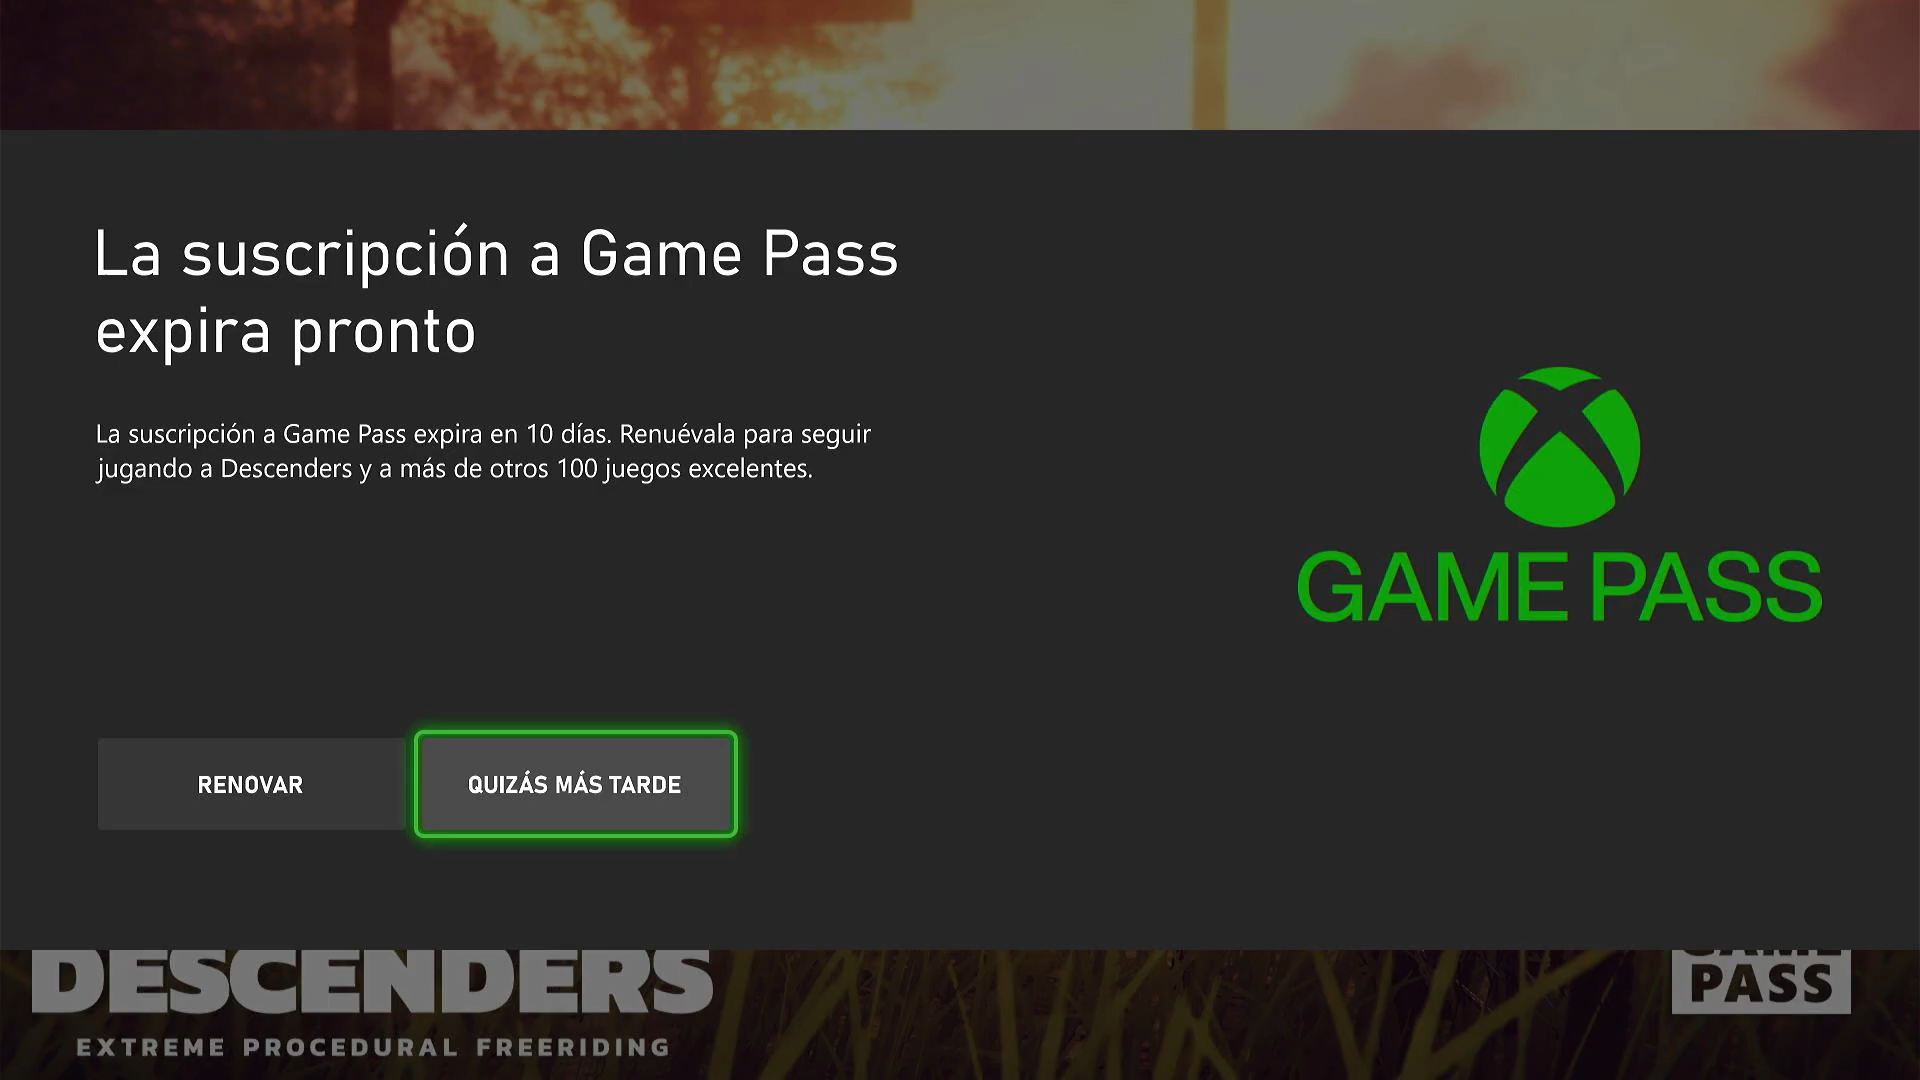 La suscripción a Game Pass
expira pronto
La suscripción a Game Pass expira en 10 días. Renuévala para seguir
jugando a Descenders y a más de otros 100 juegos excelentes.
GAME PASS
RENOVAR
QUIZÁS MÁS TARDE
DESCENDERS
EXTREME PROCEDURAL FREERIDING
GAME
PASS